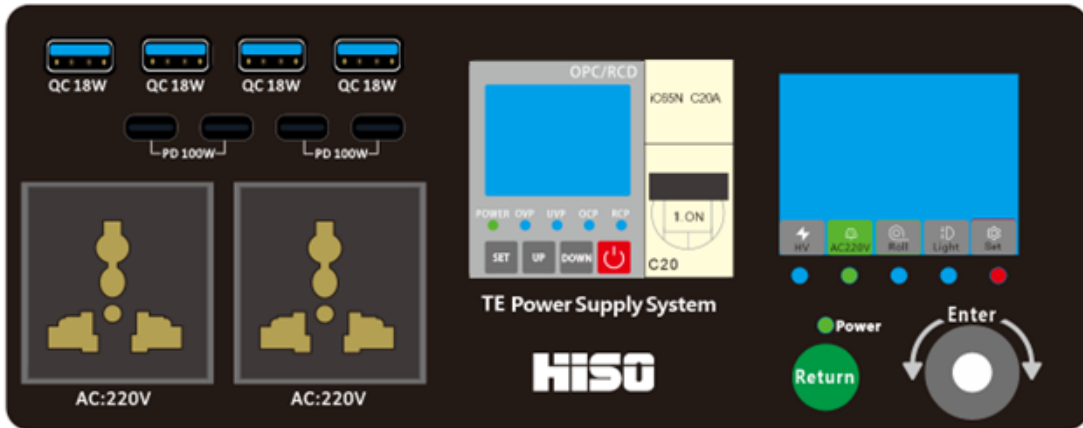 QC 18W QC 18W QC 18W QC 18W
PD 100W PD 100W
AC:220V AC:220V
OPC/RCD
POWER OVP UVP OCP RCP
SET UP DOWN
iC65N C20A
1.ON
C20
TE Power Supply System
HISO
HV AC220V Roll Light Set
Power
Enter
Return